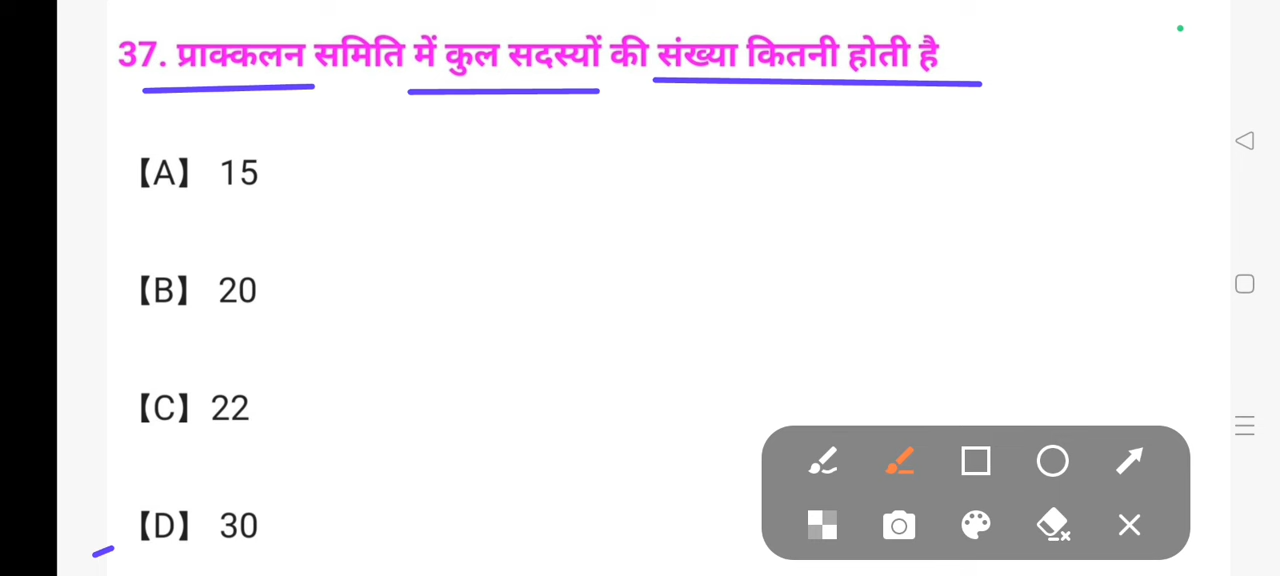 37. प्राक्कलन समिति में कुल सदस्यों की संख्या कितनी होती है
【A】 15
【B】 20
【C】 22
【D】 30